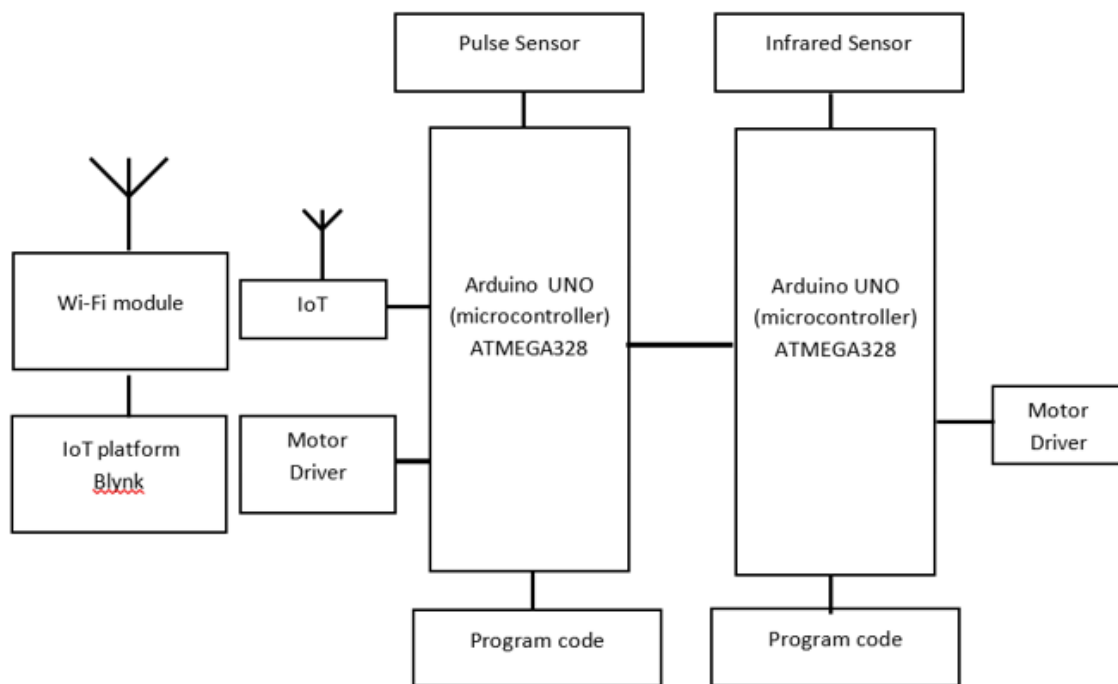 Pulse Sensor
Infrared Sensor
Wi-Fi module
IoT
Arduino  UNO
(microcontroller)
ATMEGA328
Arduino UNO
(microcontroller)
ATMEGA328
IoT platform
Blynk
Motor
Driver
Motor
Driver
Program code
Program code